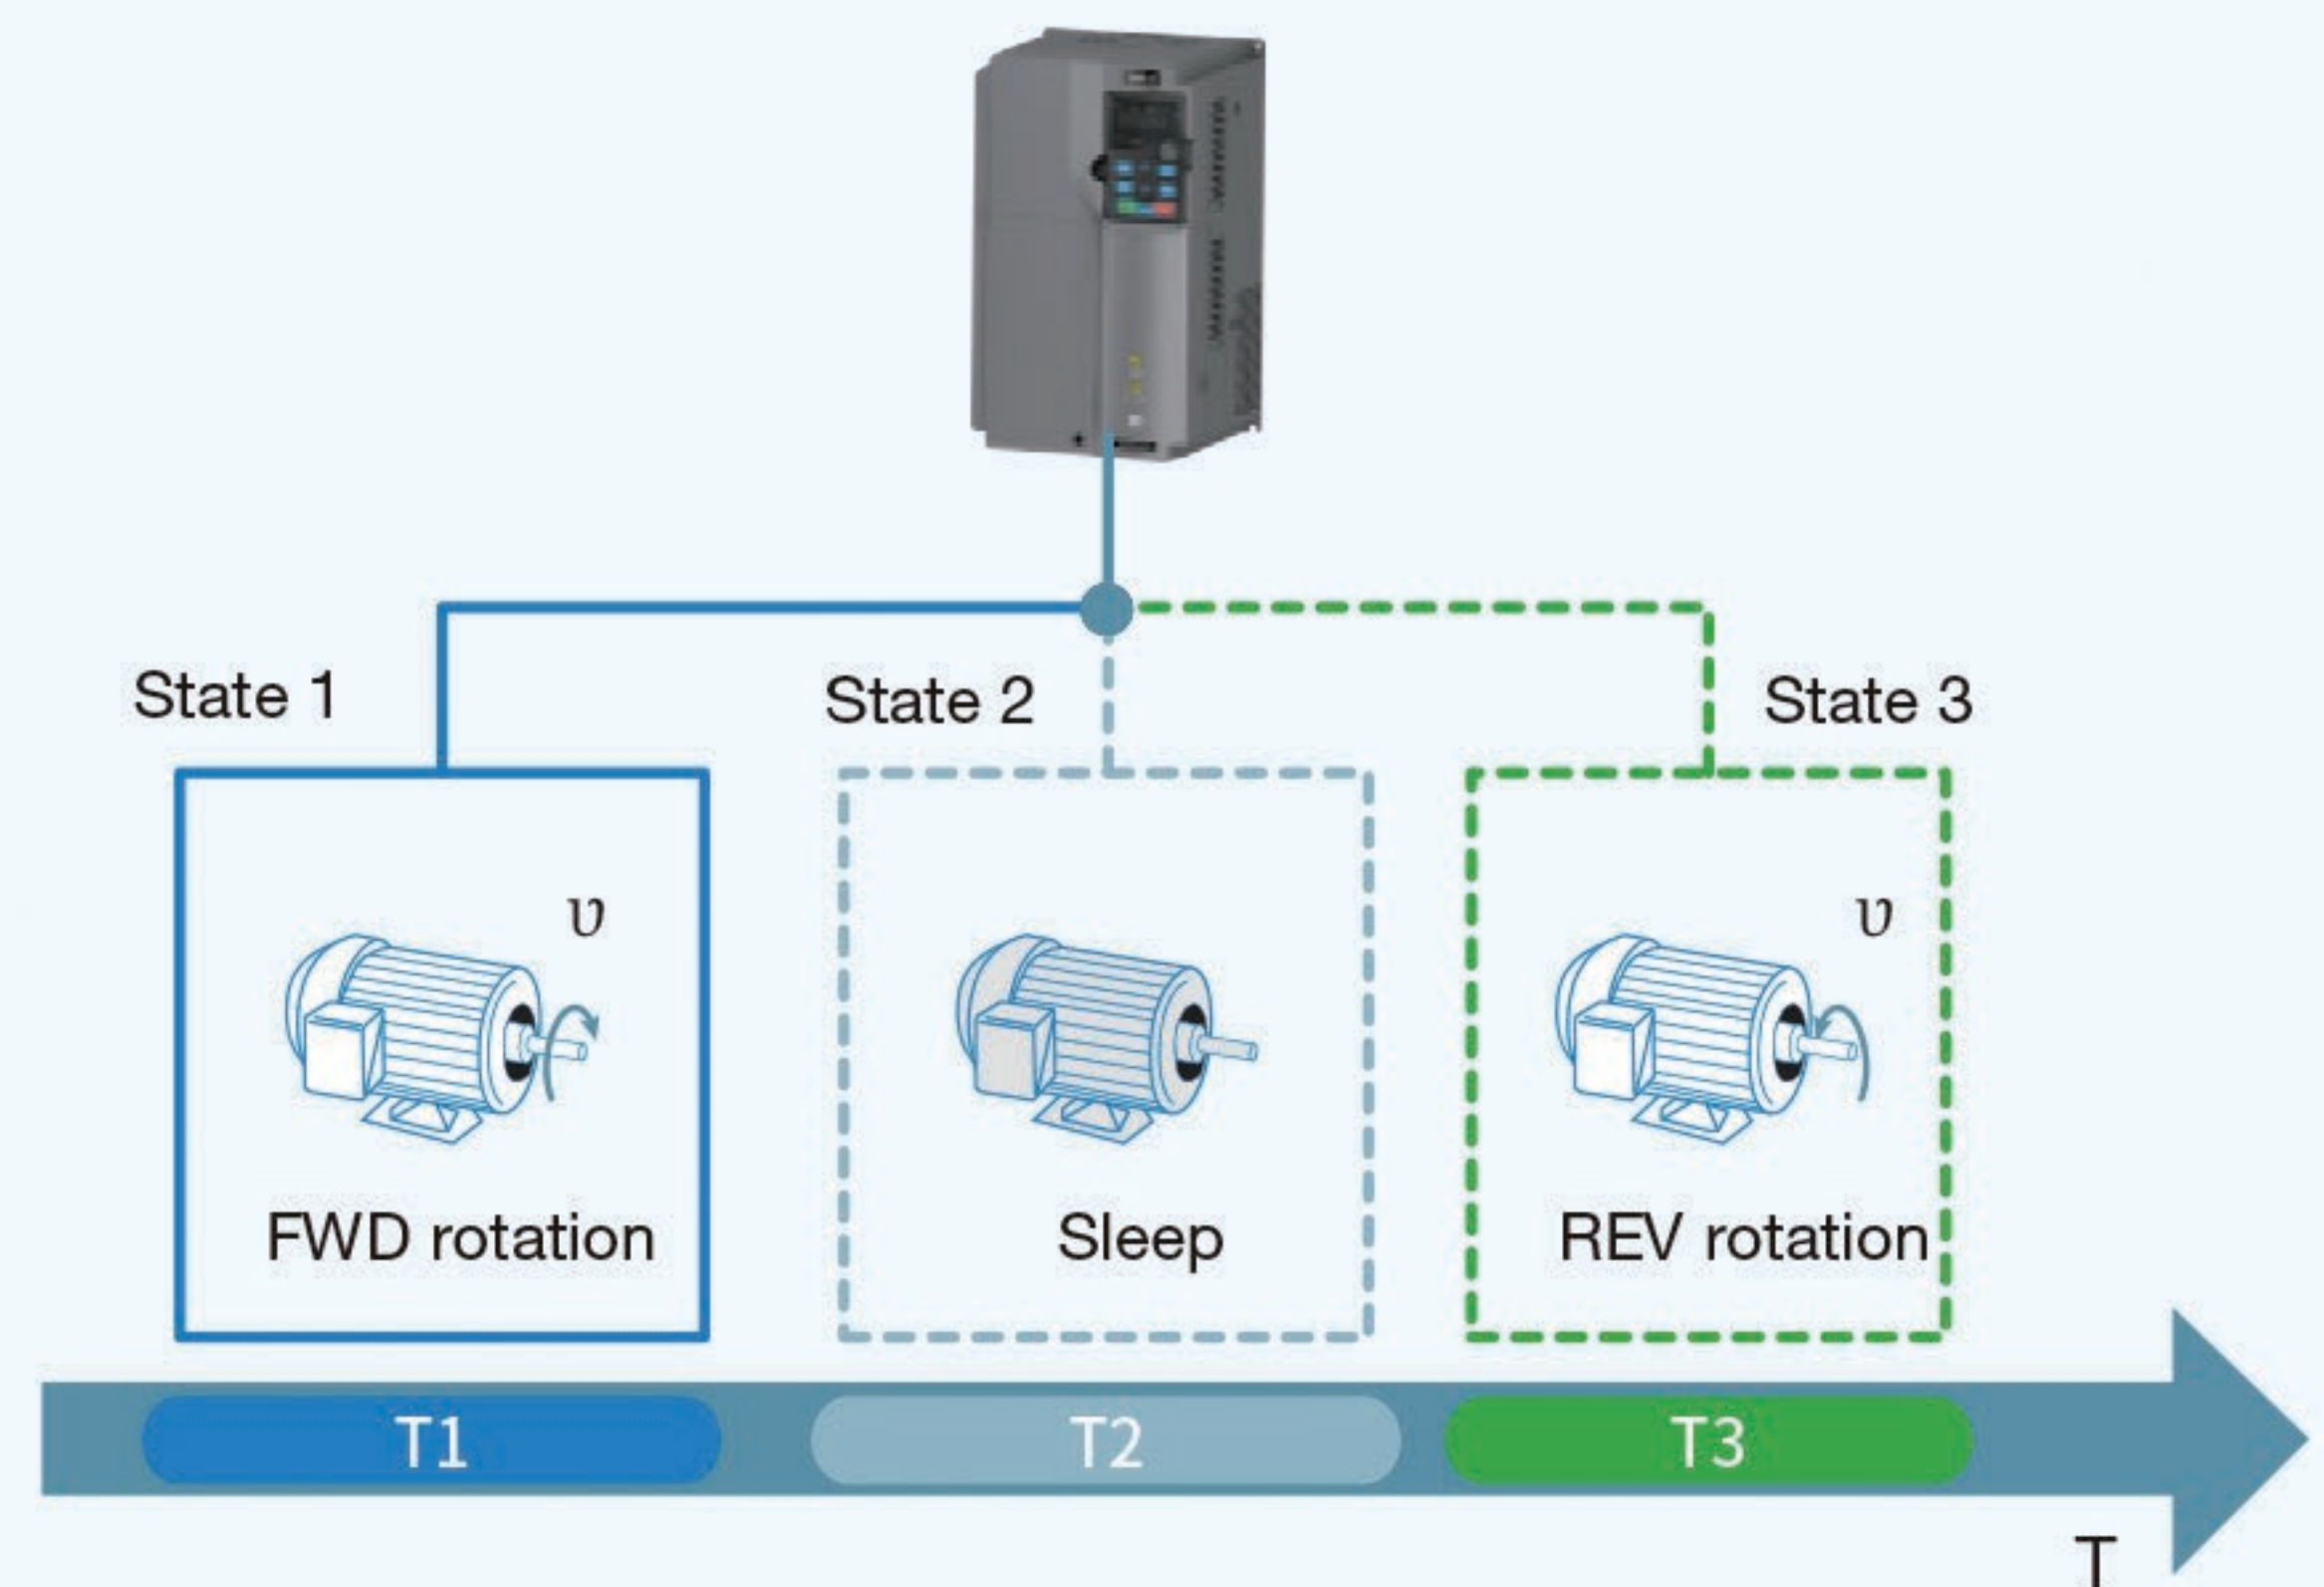 State 1
State 2
State 3
υ
υ
FWD rotation
Sleep
REV rotation
T1
T2
T3
T